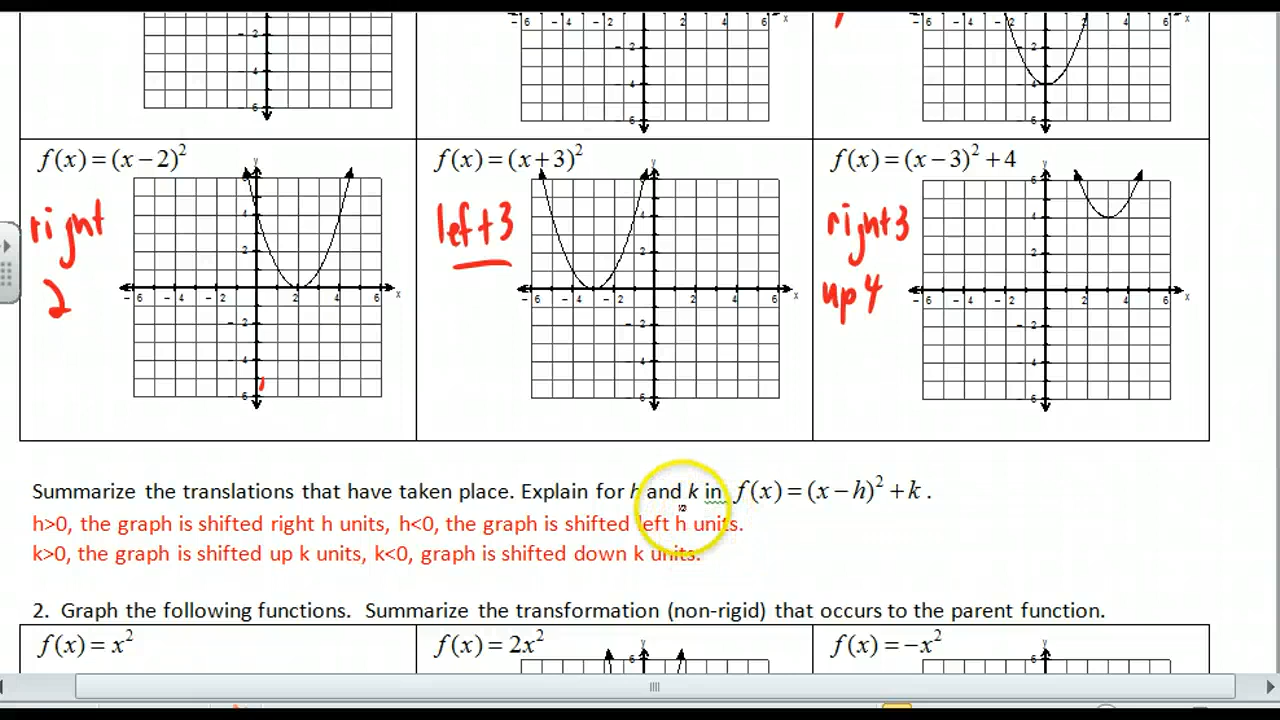 f(x) = (x − 2)²
f(x) = (x + 3)²
f(x) = (x − 3)² + 4
right
2
left 3
right 3
up 4
Summarize the translations that have taken place. Explain for h and k in f(x) = (x − h)² + k .
h>0, the graph is shifted right h units, h<0, the graph is shifted left h units.
k>0, the graph is shifted up k units, k<0, graph is shifted down k units.
2. Graph the following functions. Summarize the transformation (non-rigid) that occurs to the parent function.
f(x) = x²
f(x) = 2x²
f(x) = −x²